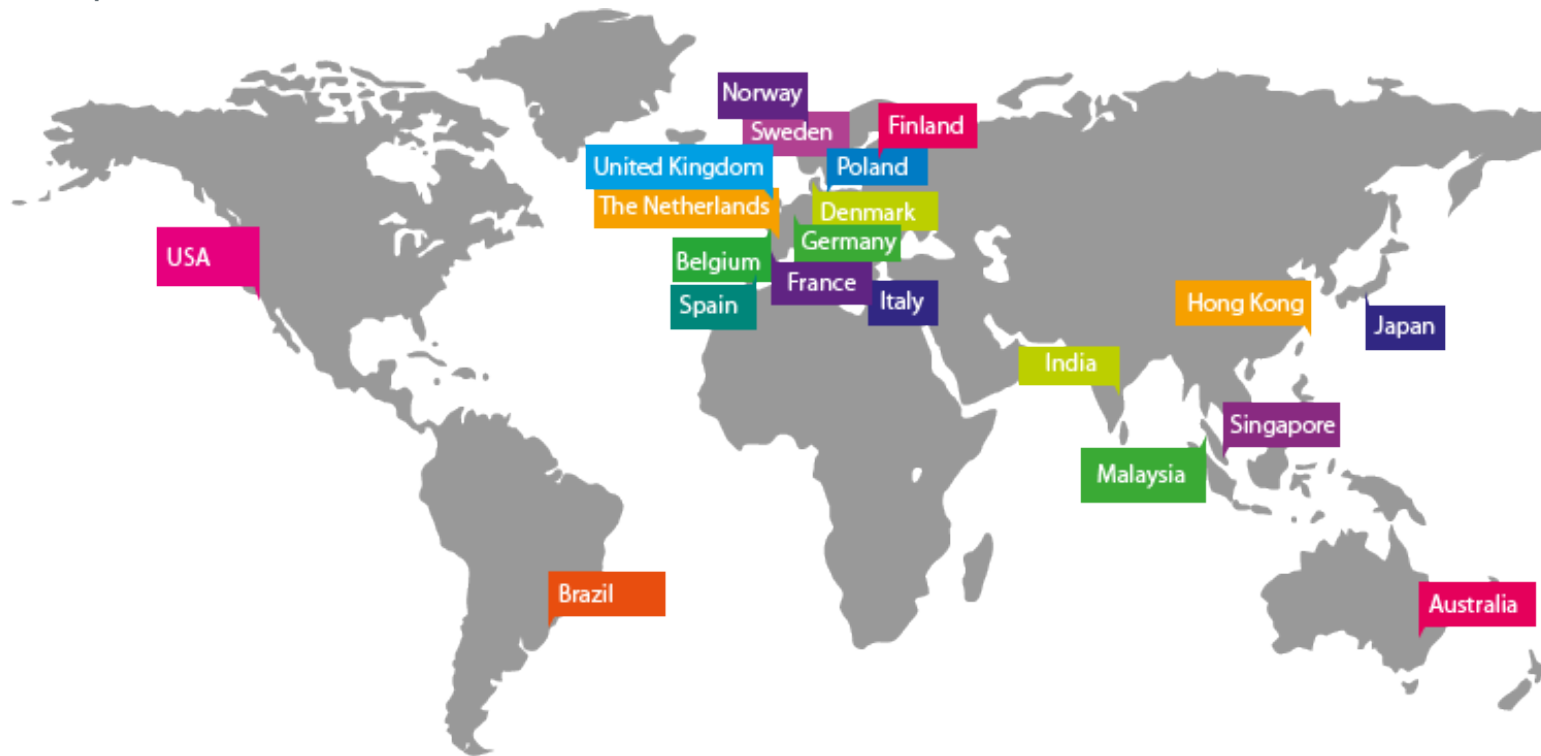 Norway
Sweden
Finland
United Kingdom
Poland
The Netherlands
Denmark
Germany
USA
Belgium
France
Spain
Italy
Hong Kong
Japan
India
Singapore
Malaysia
Brazil
Australia